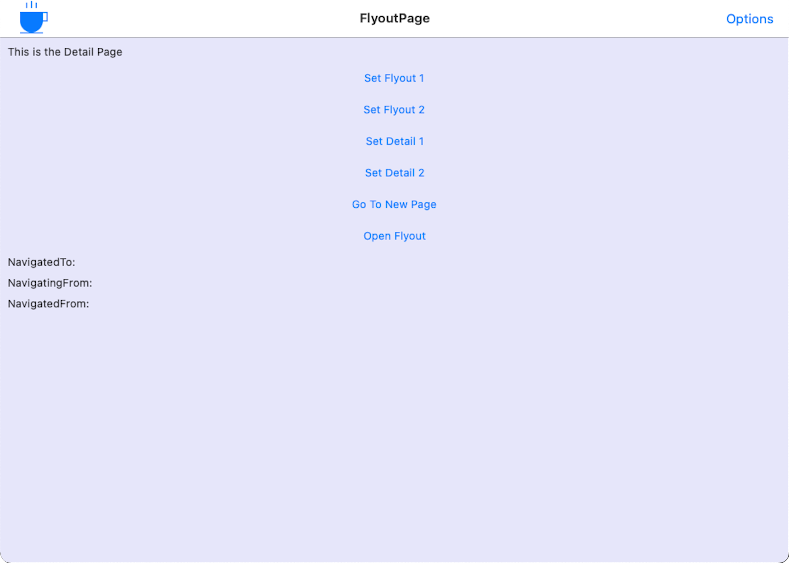 FlyoutPage
Options
This is the Detail Page
Set Flyout 1
Set Flyout 2
Set Detail 1
Set Detail 2
Go To New Page
Open Flyout
NavigatedTo:
NavigatingFrom:
NavigatedFrom: